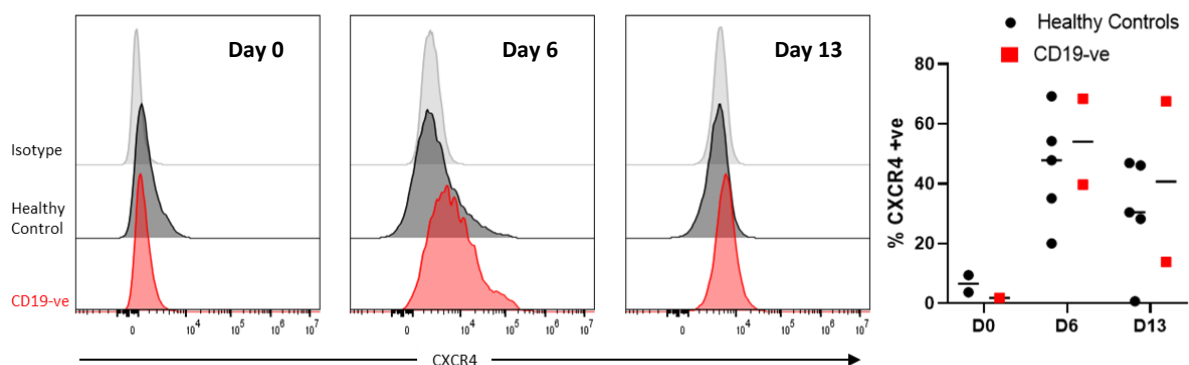 Day 0
Day 6
Day 13
Isotype
Healthy
Control
CD19-ve
0 10^4 10^5 10^6 10^7
0 10^4 10^5 10^6 10^7
0 10^4 10^5 10^6 10^7
CXCR4
Healthy Controls
CD19-ve
80
60
40
20
0
% CXCR4 +ve
D0 D6 D13